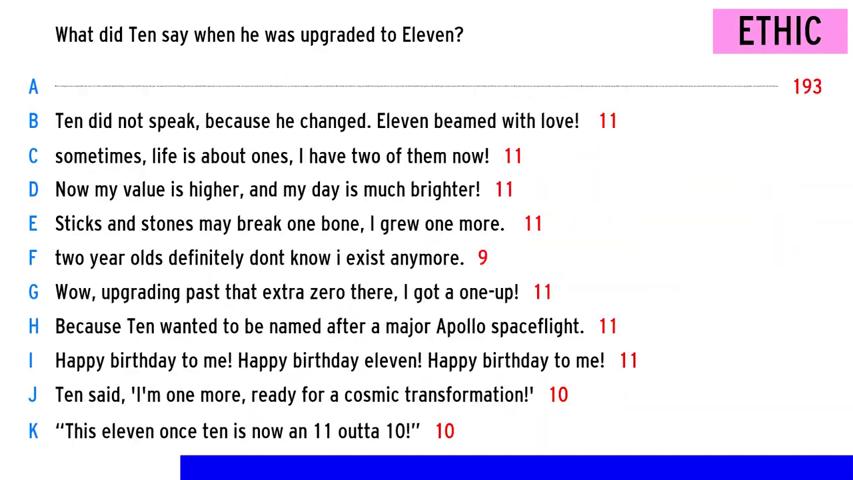 What did Ten say when he was upgraded to Eleven?
ETHIC
A 193
B Ten did not speak, because he changed. Eleven beamed with love! 11
C sometimes, life is about ones, I have two of them now! 11
D Now my value is higher, and my day is much brighter! 11
E Sticks and stones may break one bone, I grew one more. 11
F two year olds definitely dont know i exist anymore. 9
G Wow, upgrading past that extra zero there, I got a one-up! 11
H Because Ten wanted to be named after a major Apollo spaceflight. 11
I Happy birthday to me! Happy birthday eleven! Happy birthday to me! 11
J Ten said, 'I'm one more, ready for a cosmic transformation!' 10
K “This eleven once ten is now an 11 outta 10!” 10